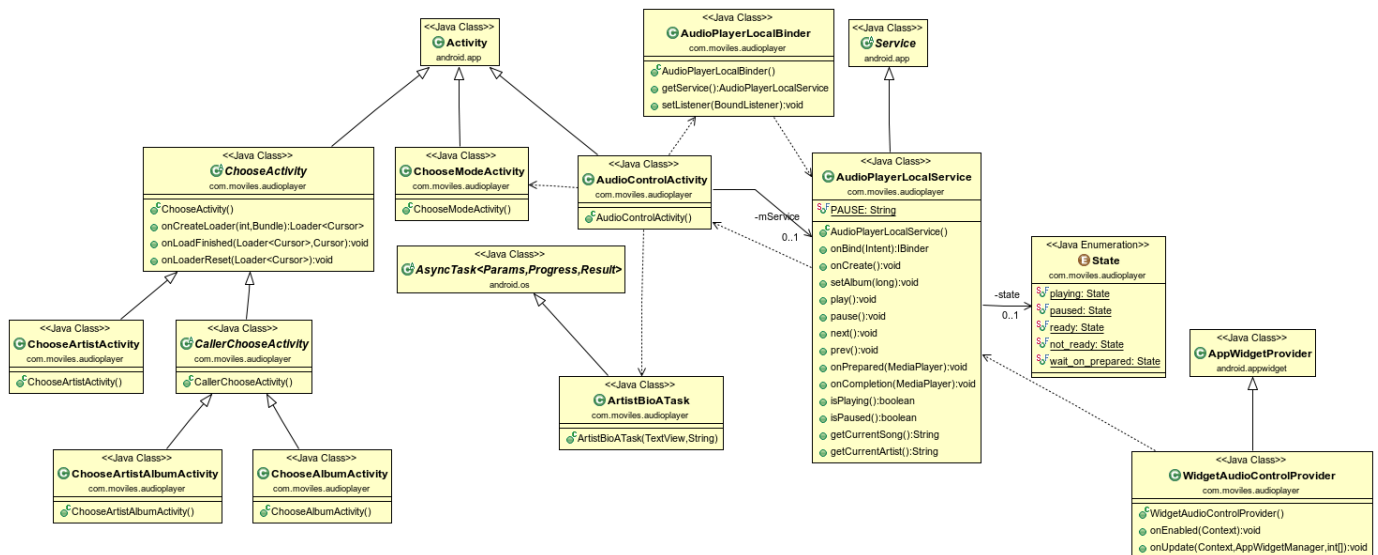 <<Java Class>>
Activity
android.app
<<Java Class>>
AudioPlayerLocalBinder
com.moviles.audioplayer
AudioPlayerLocalBinder()
getService():AudioPlayerLocalService
setListener(BoundListener):void
<<Java Class>>
Service
android.app
<<Java Class>>
ChooseActivity
com.moviles.audioplayer
ChooseActivity()
onCreateLoader(int,Bundle):Loader<Cursor>
onLoadFinished(Loader<Cursor>,Cursor):void
onLoaderReset(Loader<Cursor>):void
<<Java Class>>
ChooseModeActivity
com.moviles.audioplayer
ChooseModeActivity()
<<Java Class>>
AudioControlActivity
com.moviles.audioplayer
AudioControlActivity()
-mService
0..1
<<Java Class>>
AudioPlayerLocalService
com.moviles.audioplayer
PAUSE: String
AudioPlayerLocalService()
onBind(Intent):IBinder
onCreate():void
setAlbum(long):void
play():void
pause():void
next():void
prev():void
onPrepared(MediaPlayer):void
onCompletion(MediaPlayer):void
isPlaying():boolean
isPaused():boolean
getCurrentSong():String
getCurrentArtist():String
-state
0..1
<<Java Enumeration>>
State
com.moviles.audioplayer
playing: State
paused: State
ready: State
not_ready: State
wait_on_prepared: State
<<Java Class>>
AsyncTask<Params,Progress,Result>
android.os
<<Java Class>>
ChooseArtistActivity
com.moviles.audioplayer
ChooseArtistActivity()
<<Java Class>>
CallerChooseActivity
com.moviles.audioplayer
CallerChooseActivity()
<<Java Class>>
AppWidgetProvider
android.appwidget
<<Java Class>>
ArtistBioATask
com.moviles.audioplayer
ArtistBioATask(TextView,String)
<<Java Class>>
ChooseArtistAlbumActivity
com.moviles.audioplayer
ChooseArtistAlbumActivity()
<<Java Class>>
ChooseAlbumActivity
com.moviles.audioplayer
ChooseAlbumActivity()
<<Java Class>>
WidgetAudioControlProvider
com.moviles.audioplayer
WidgetAudioControlProvider()
onEnabled(Context):void
onUpdate(Context,AppWidgetManager,int[]):void